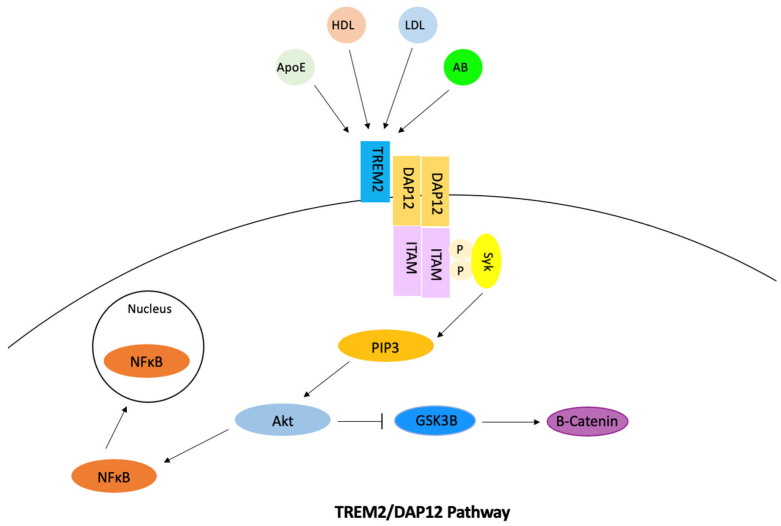 HDL
LDL
ApoE
AB
TREM2
DAP12
DAP12
ITAM
ITAM
P
P
Syk
Nucleus
NFκB
PIP3
Akt
GSK3B
B-Catenin
NFκB
TREM2/DAP12 Pathway